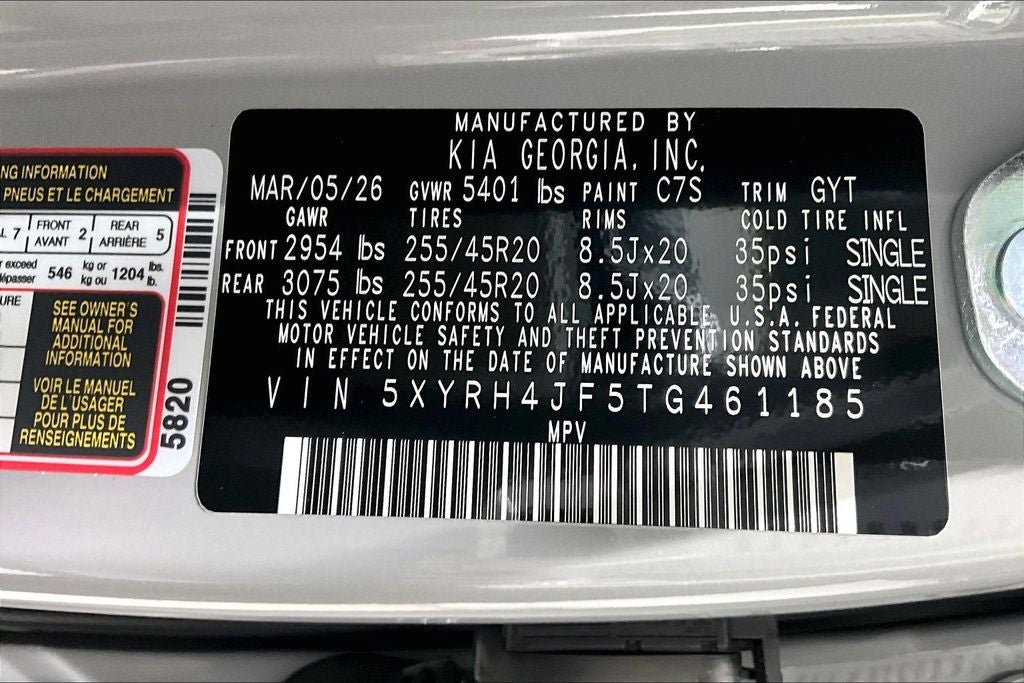 MANUFACTURED BY
KIA GEORGIA, INC.
MAR/05/26 GVWR 5401 lbs PAINT C7S TRIM GYT
GAWR TIRES RIMS COLD TIRE INFL
FRONT 2954 lbs 255/45R20 8.5Jx20 35psi SINGLE
REAR 3075 lbs 255/45R20 8.5Jx20 35psi SINGLE
THIS VEHICLE CONFORMS TO ALL APPLICABLE U.S.A. FEDERAL
MOTOR VEHICLE SAFETY AND THEFT PREVENTION STANDARDS
IN EFFECT ON THE DATE OF MANUFACTURE SHOWN ABOVE
VIN 5XYRH4JF5TG461185
MPV
NG INFORMATION
PNEUS ET LE CHARGEMENT
L 7 FRONT 2 REAR 5
AVANT ARRIÈRE
r exceed 546 kg or 1204 lbs.
dépasser kg ou lb.
URE
SEE OWNER'S
MANUAL FOR
ADDITIONAL
INFORMATION
VOIR LE MANUEL
DE L'USAGER
POUR PLUS DE
RENSEIGNEMENTS
5820